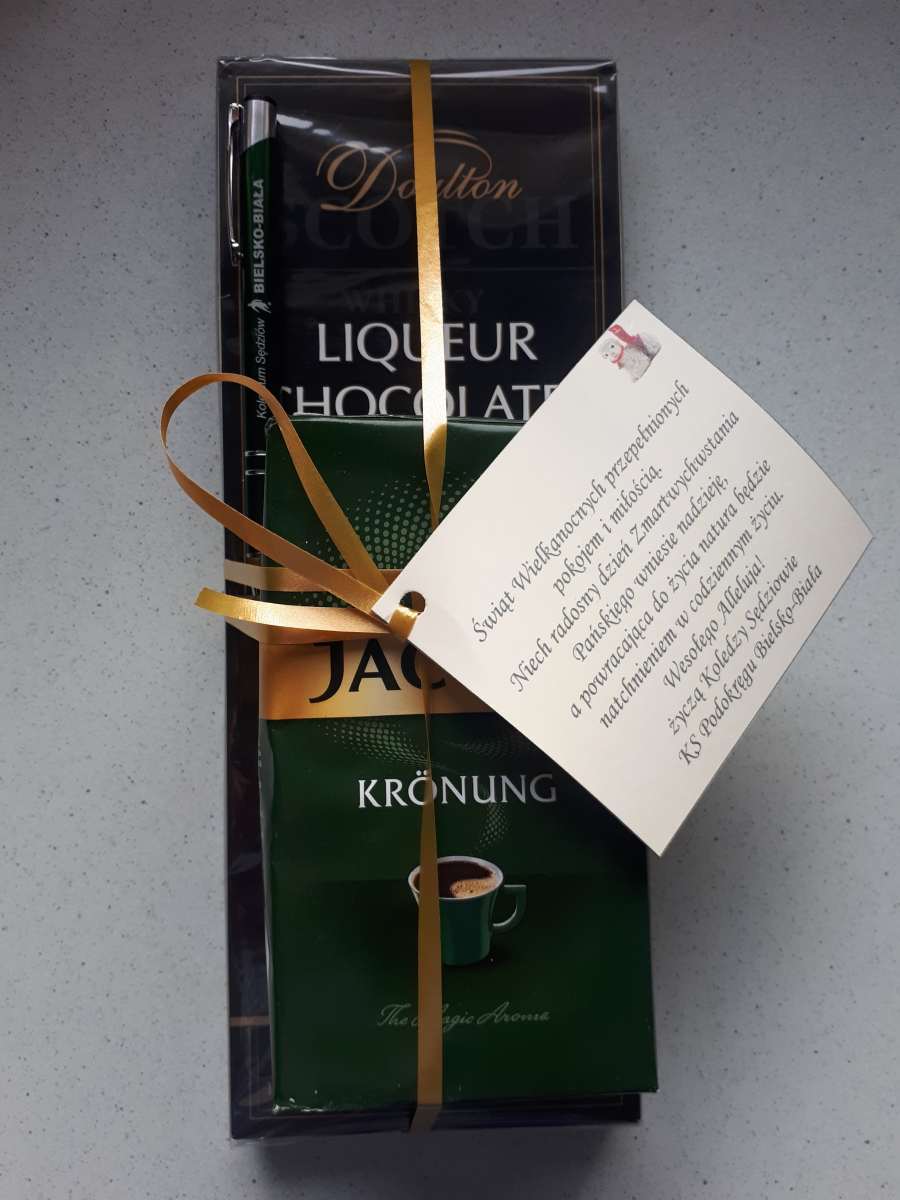 Doulton
SCOTCH
WHISKY
LIQUEUR
CHOCOLATE
Kolegium Sędziów BIELSKO-BIAŁA
Świąt Wielkanocnych przepełnionych
pokojem i miłością.
Niech radosny dzień Zmartwychwstania
Pańskiego wniesie nadzieję,
a powracająca do życia natura będzie
natchnieniem w codziennym życiu.
Wesołego Alleluja!
życzą Koledzy Sędziowie
KS Podokręgu Bielsko-Biała
JAC
KRÖNUNG
The Magic Aroma